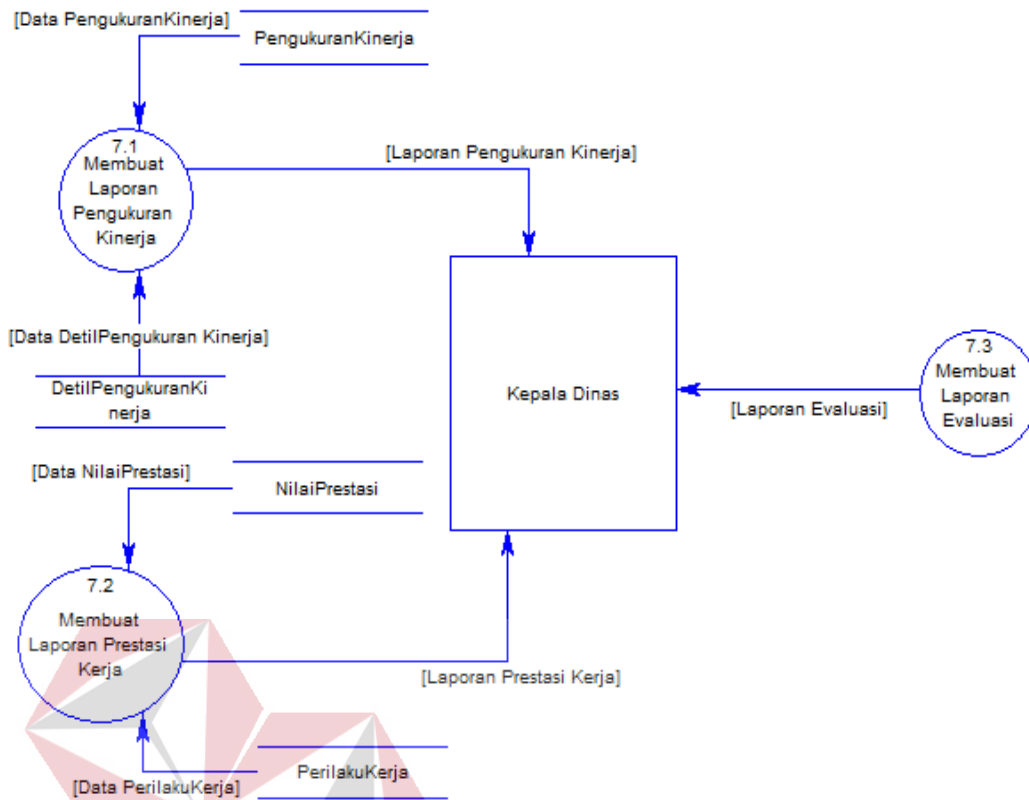 [Data PengukuranKinerja]
PengukuranKinerja
7.1
Membuat
Laporan
Pengukuran
Kinerja
[Laporan Pengukuran Kinerja]
[Data DetilPengukuran Kinerja]
DetilPengukuranKi
nerja
Kepala Dinas
7.3
Membuat
Laporan
Evaluasi
[Laporan Evaluasi]
[Data NilaiPrestasi]
NilaiPrestasi
7.2
Membuat
Laporan Prestasi
Kerja
[Laporan Prestasi Kerja]
PerilakuKerja
[Data PerilakuKerja]